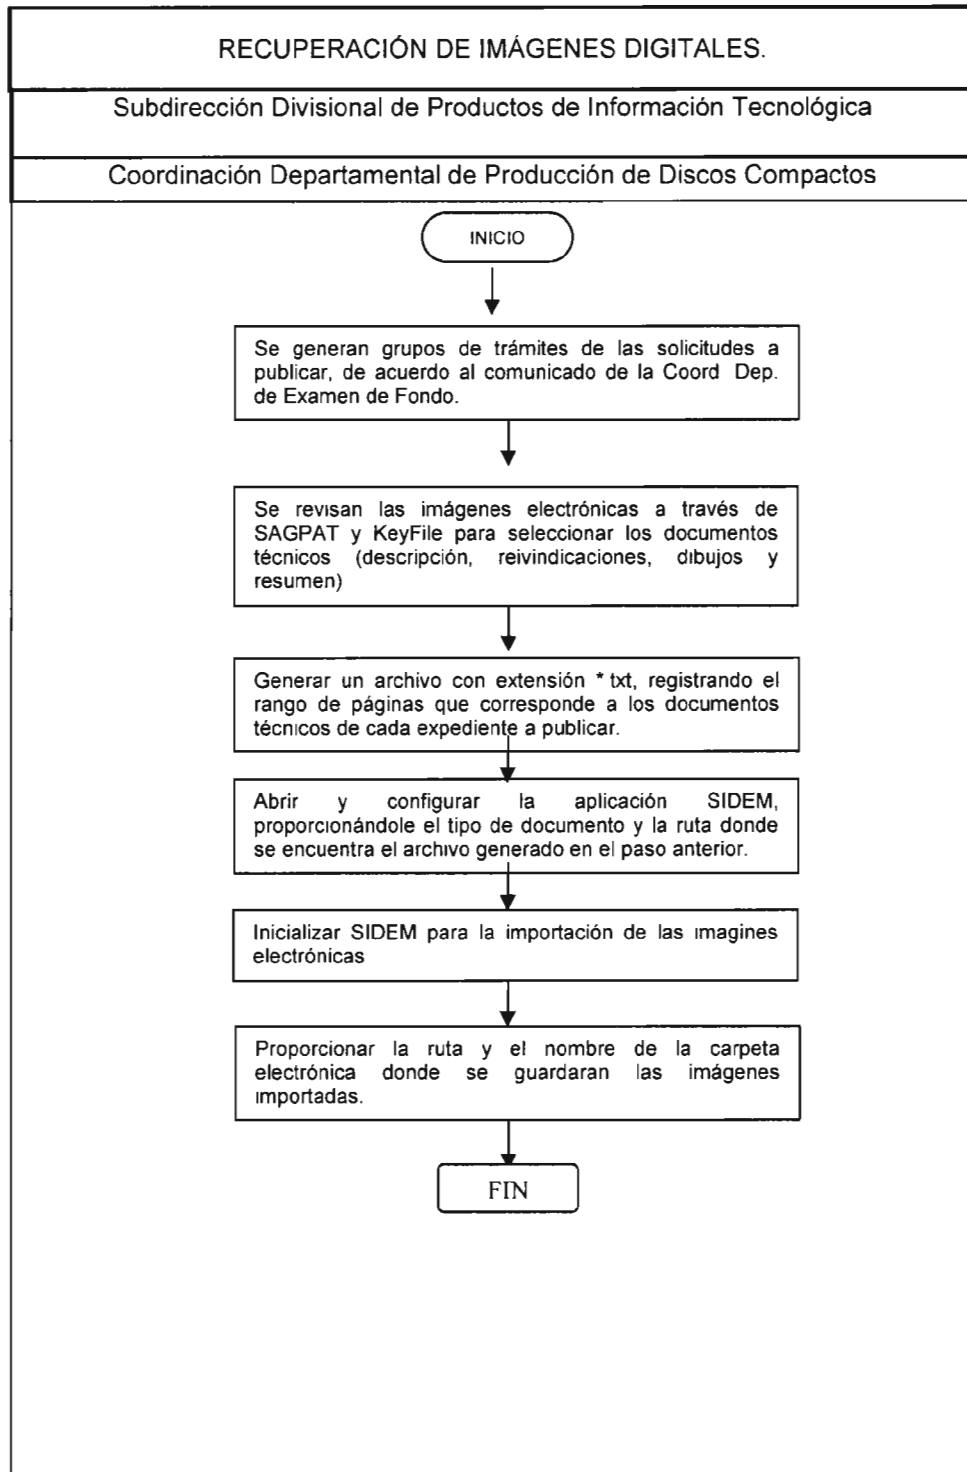 RECUPERACIÓN DE IMÁGENES DIGITALES.
Subdirección Divisional de Productos de Información Tecnológica
Coordinación Departamental de Producción de Discos Compactos
INICIO
Se generan grupos de trámites de las solicitudes a
publicar, de acuerdo al comunicado de la Coord Dep.
de Examen de Fondo.
Se revisan las imágenes electrónicas a través de
SAGPAT y KeyFile para seleccionar los documentos
técnicos (descripción, reivindicaciones, dibujos y
resumen)
Generar un archivo con extensión * txt, registrando el
rango de páginas que corresponde a los documentos
técnicos de cada expediente a publicar.
Abrir y configurar la aplicación SIDEM,
proporcionándole el tipo de documento y la ruta donde
se encuentra el archivo generado en el paso anterior.
Inicializar SIDEM para la importación de las imagines
electrónicas
Proporcionar la ruta y el nombre de la carpeta
electrónica donde se guardaran las imágenes
importadas.
FIN